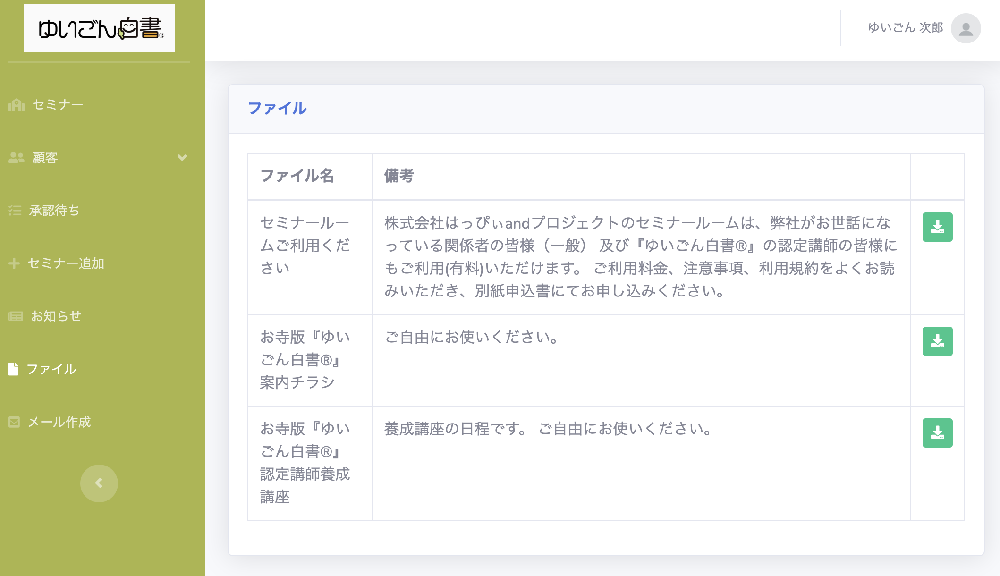 ゆいごん白書®
ゆいごん 次郎
セミナー
顧客
承認待ち
セミナー追加
お知らせ
ファイル
メール作成
ファイル
ファイル名
備考
セミナールー
ムご利用くだ
さい
株式会社はっぴぃandプロジェクトのセミナールームは、弊社がお世話にな
っている関係者の皆様（一般） 及び『ゆいごん白書®』の認定講師の皆様に
もご利用(有料)いただけます。 ご利用料金、注意事項、利用規約をよくお読
みいただき、別紙申込書にてお申し込みください。
お寺版『ゆい
ごん白書®』
案内チラシ
ご自由にお使いください。
お寺版『ゆい
ごん白書®』
認定講師養成
講座
養成講座の日程です。 ご自由にお使いください。